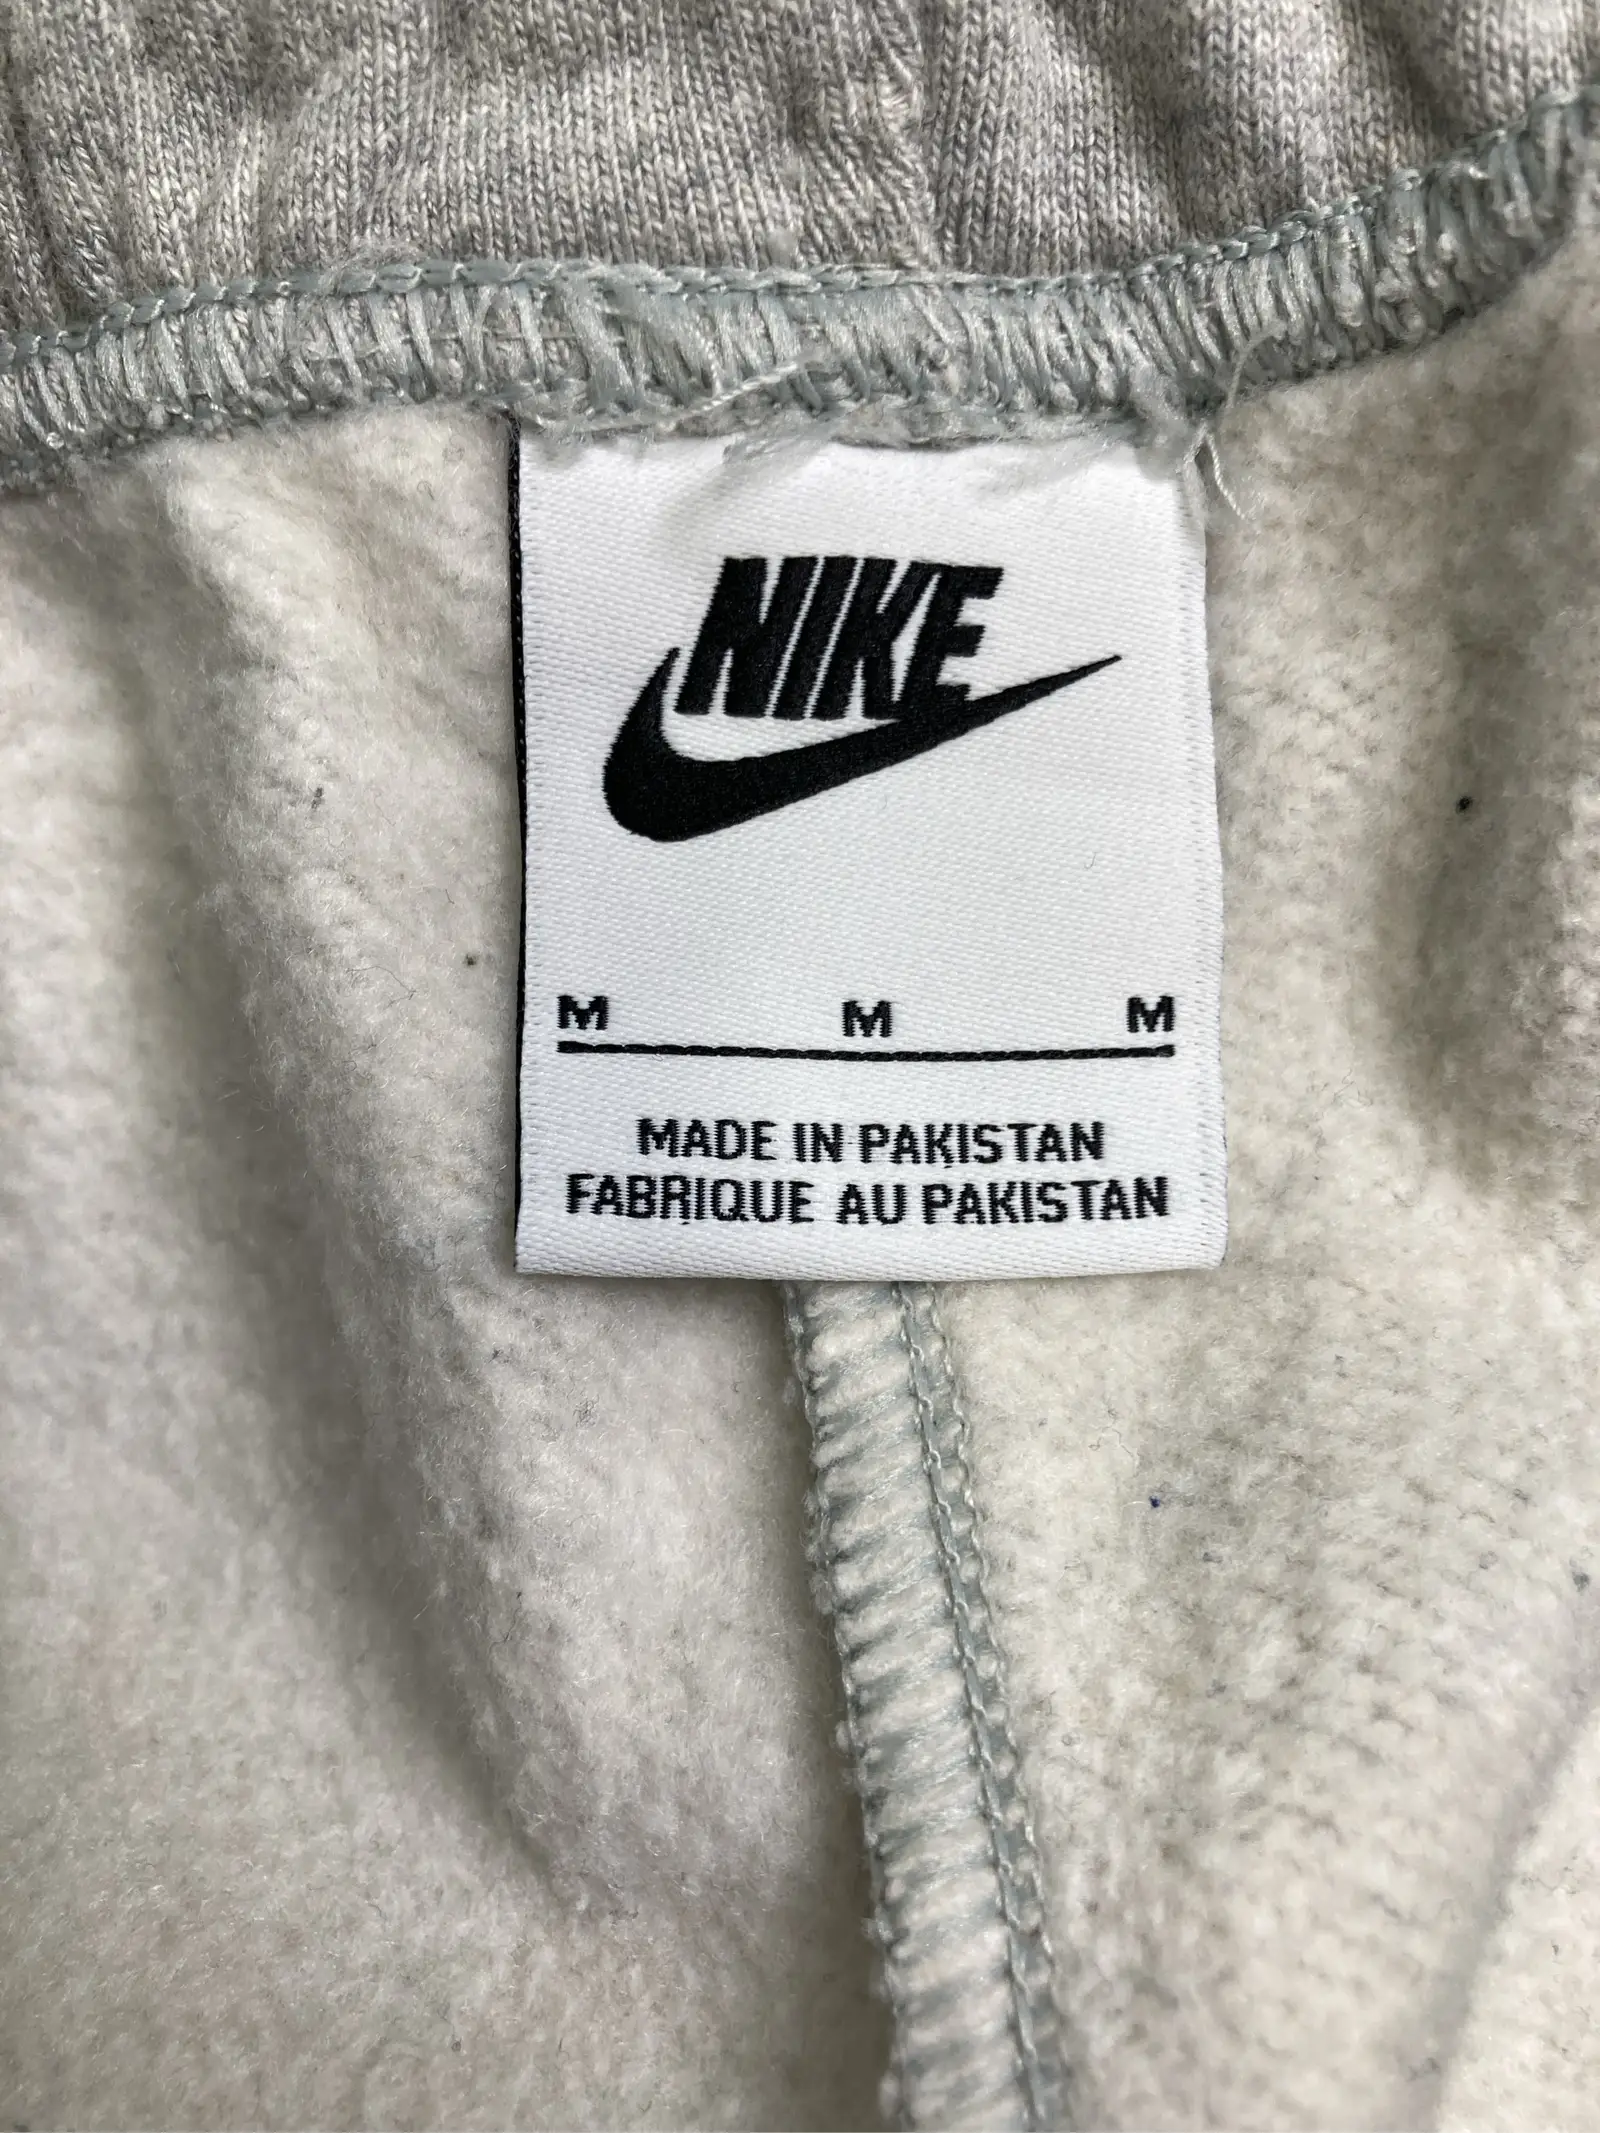 NIKE
M M M
MADE IN PAKISTAN
FABRIQUE AU PAKISTAN